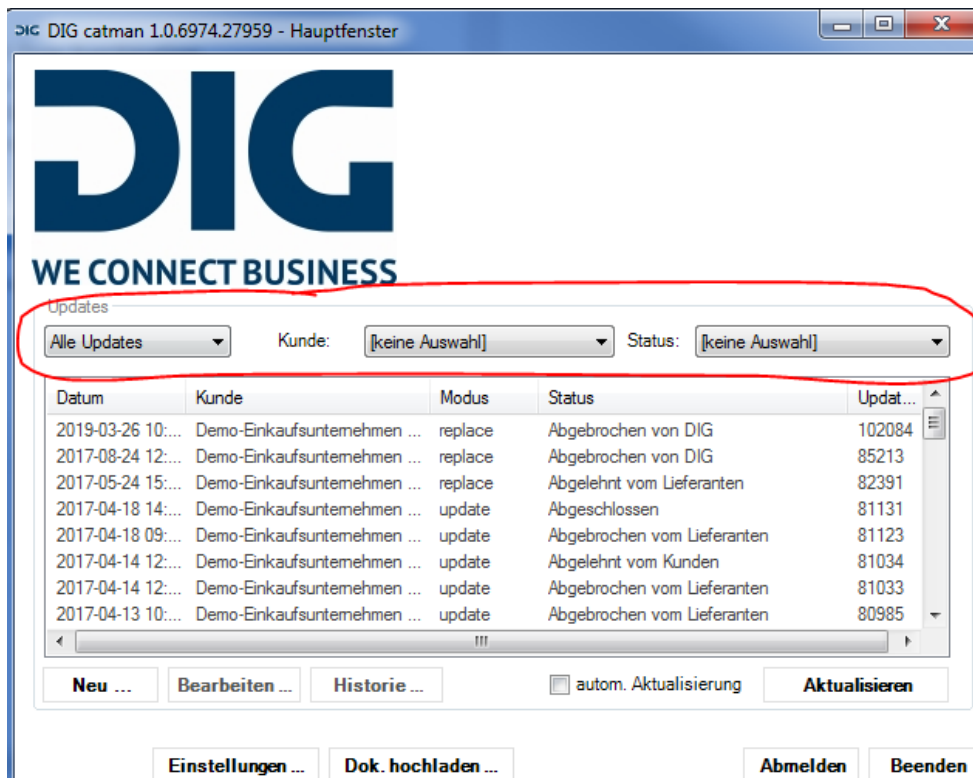 DIG DIG catman 1.0.6974.27959 - Hauptfenster
DIG
WE CONNECT BUSINESS
Updates
Alle Updates Kunde: [keine Auswahl] Status: [keine Auswahl]
Datum Kunde Modus Status Updat...
2019-03-26 10:... Demo-Einkaufsunternehmen ... replace Abgebrochen von DIG 102084
2017-08-24 12:... Demo-Einkaufsunternehmen ... replace Abgebrochen von DIG 85213
2017-05-24 15:... Demo-Einkaufsunternehmen ... replace Abgelehnt vom Lieferanten 82391
2017-04-18 14:... Demo-Einkaufsunternehmen ... update Abgeschlossen 81131
2017-04-18 09:... Demo-Einkaufsunternehmen ... update Abgebrochen vom Lieferanten 81123
2017-04-14 12:... Demo-Einkaufsunternehmen ... update Abgelehnt vom Kunden 81034
2017-04-14 12:... Demo-Einkaufsunternehmen ... update Abgebrochen vom Lieferanten 81033
2017-04-13 10:... Demo-Einkaufsunternehmen ... update Abgebrochen vom Lieferanten 80985
Neu ... Bearbeiten ... Historie ... autom. Aktualisierung Aktualisieren
Einstellungen ... Dok. hochladen ... Abmelden Beenden